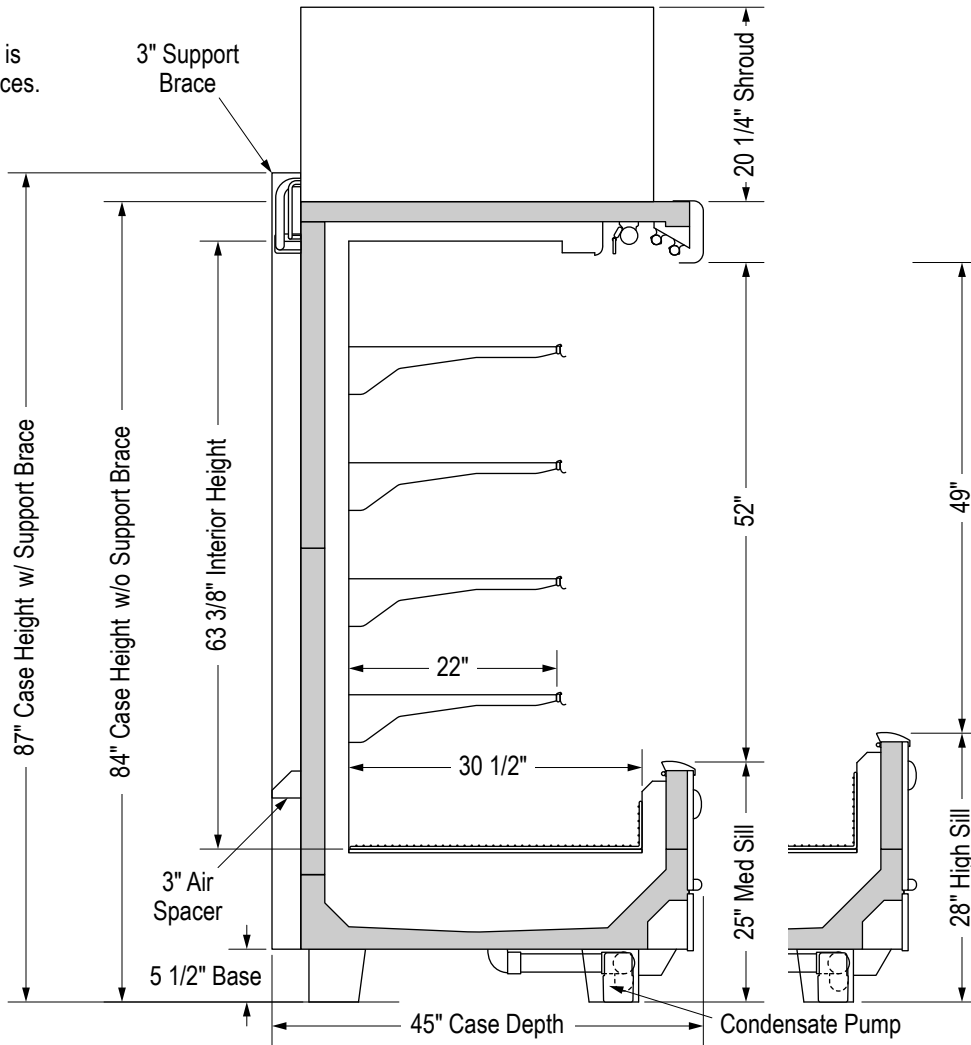 is
ces.
3" Support
Brace
20 1/4" Shroud
87" Case Height w/ Support Brace
84" Case Height w/o Support Brace
63 3/8" Interior Height
52"
49"
22"
30 1/2"
3" Air
Spacer
25" Med Sill
28" High Sill
5 1/2" Base
45" Case Depth
Condensate Pump